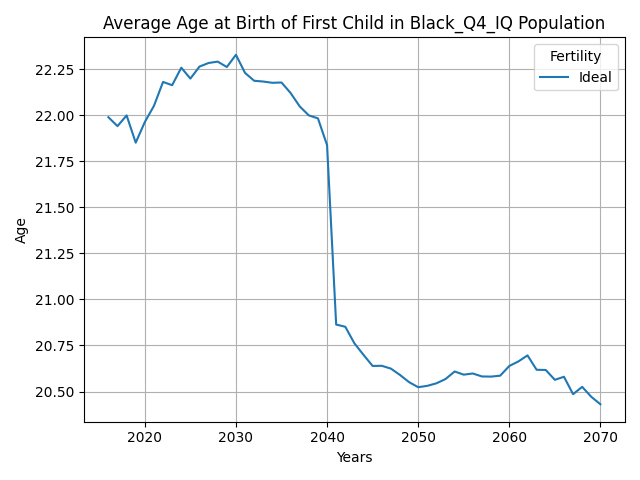 Average Age at Birth of First Child in Black_Q4_IQ Population
Fertility
Ideal
22.25
22.00
21.75
21.50
21.25
21.00
20.75
20.50
Age
2020 2030 2040 2050 2060 2070
Years